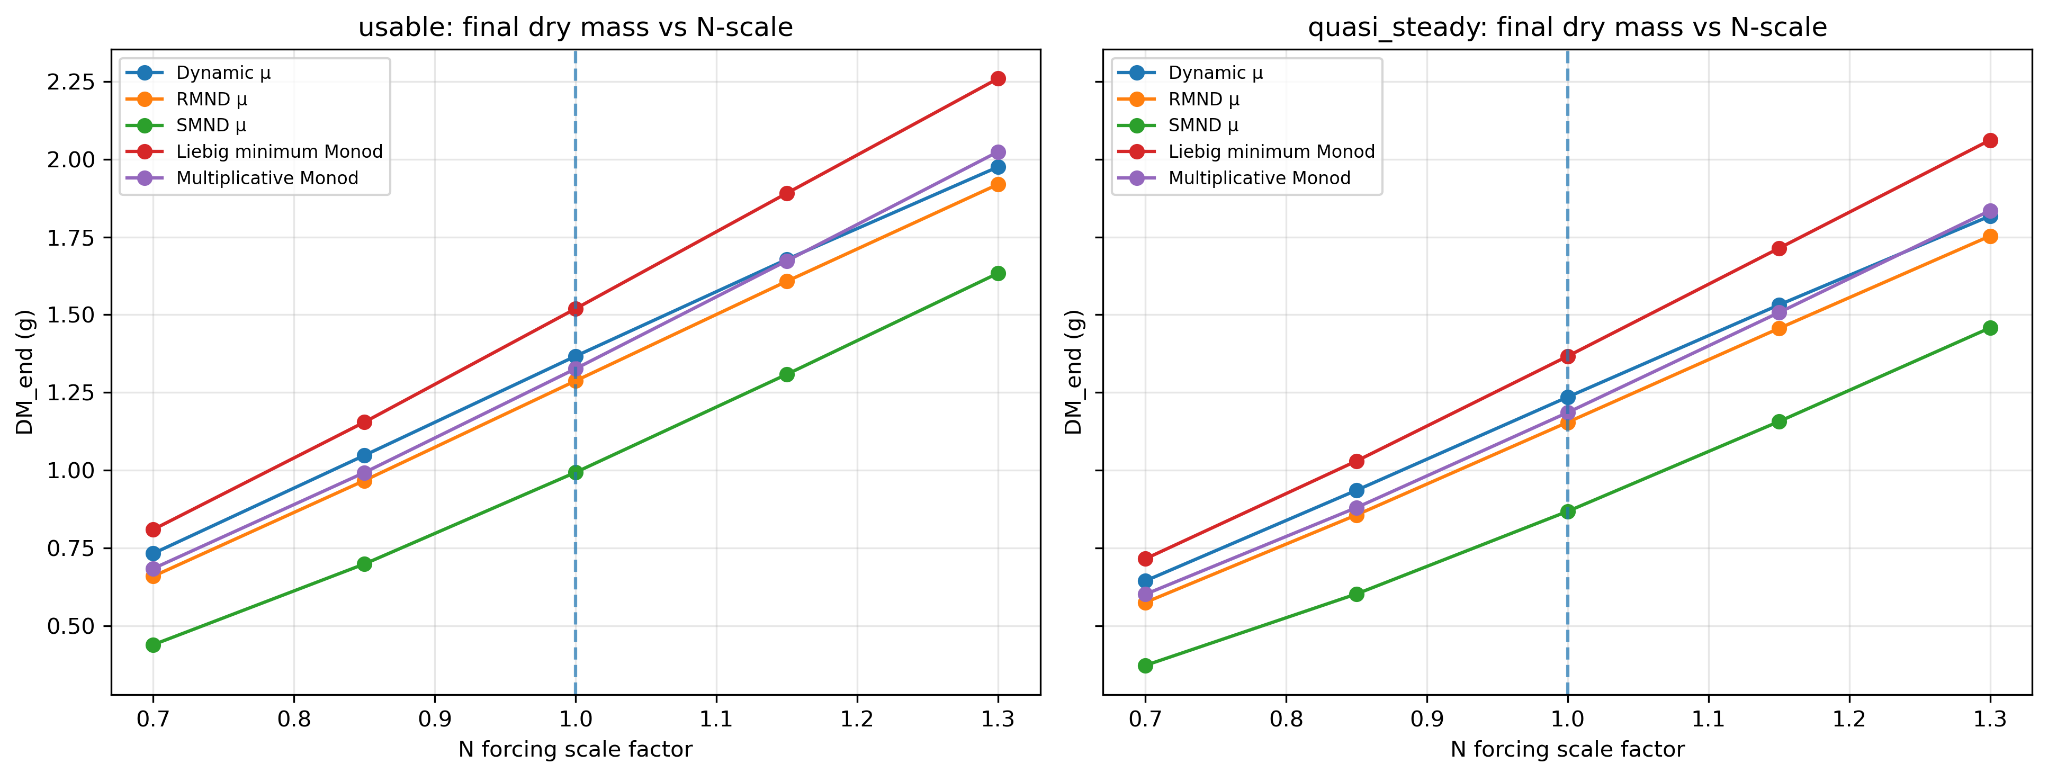 usable: final dry mass vs N-scale
Dynamic μ
RMND μ
SMND μ
Liebig minimum Monod
Multiplicative Monod
DM_end (g)
2.25
2.00
1.75
1.50
1.25
1.00
0.75
0.50
0.7 0.8 0.9 1.0 1.1 1.2 1.3
N forcing scale factor
quasi_steady: final dry mass vs N-scale
Dynamic μ
RMND μ
SMND μ
Liebig minimum Monod
Multiplicative Monod
DM_end (g)
0.7 0.8 0.9 1.0 1.1 1.2 1.3
N forcing scale factor